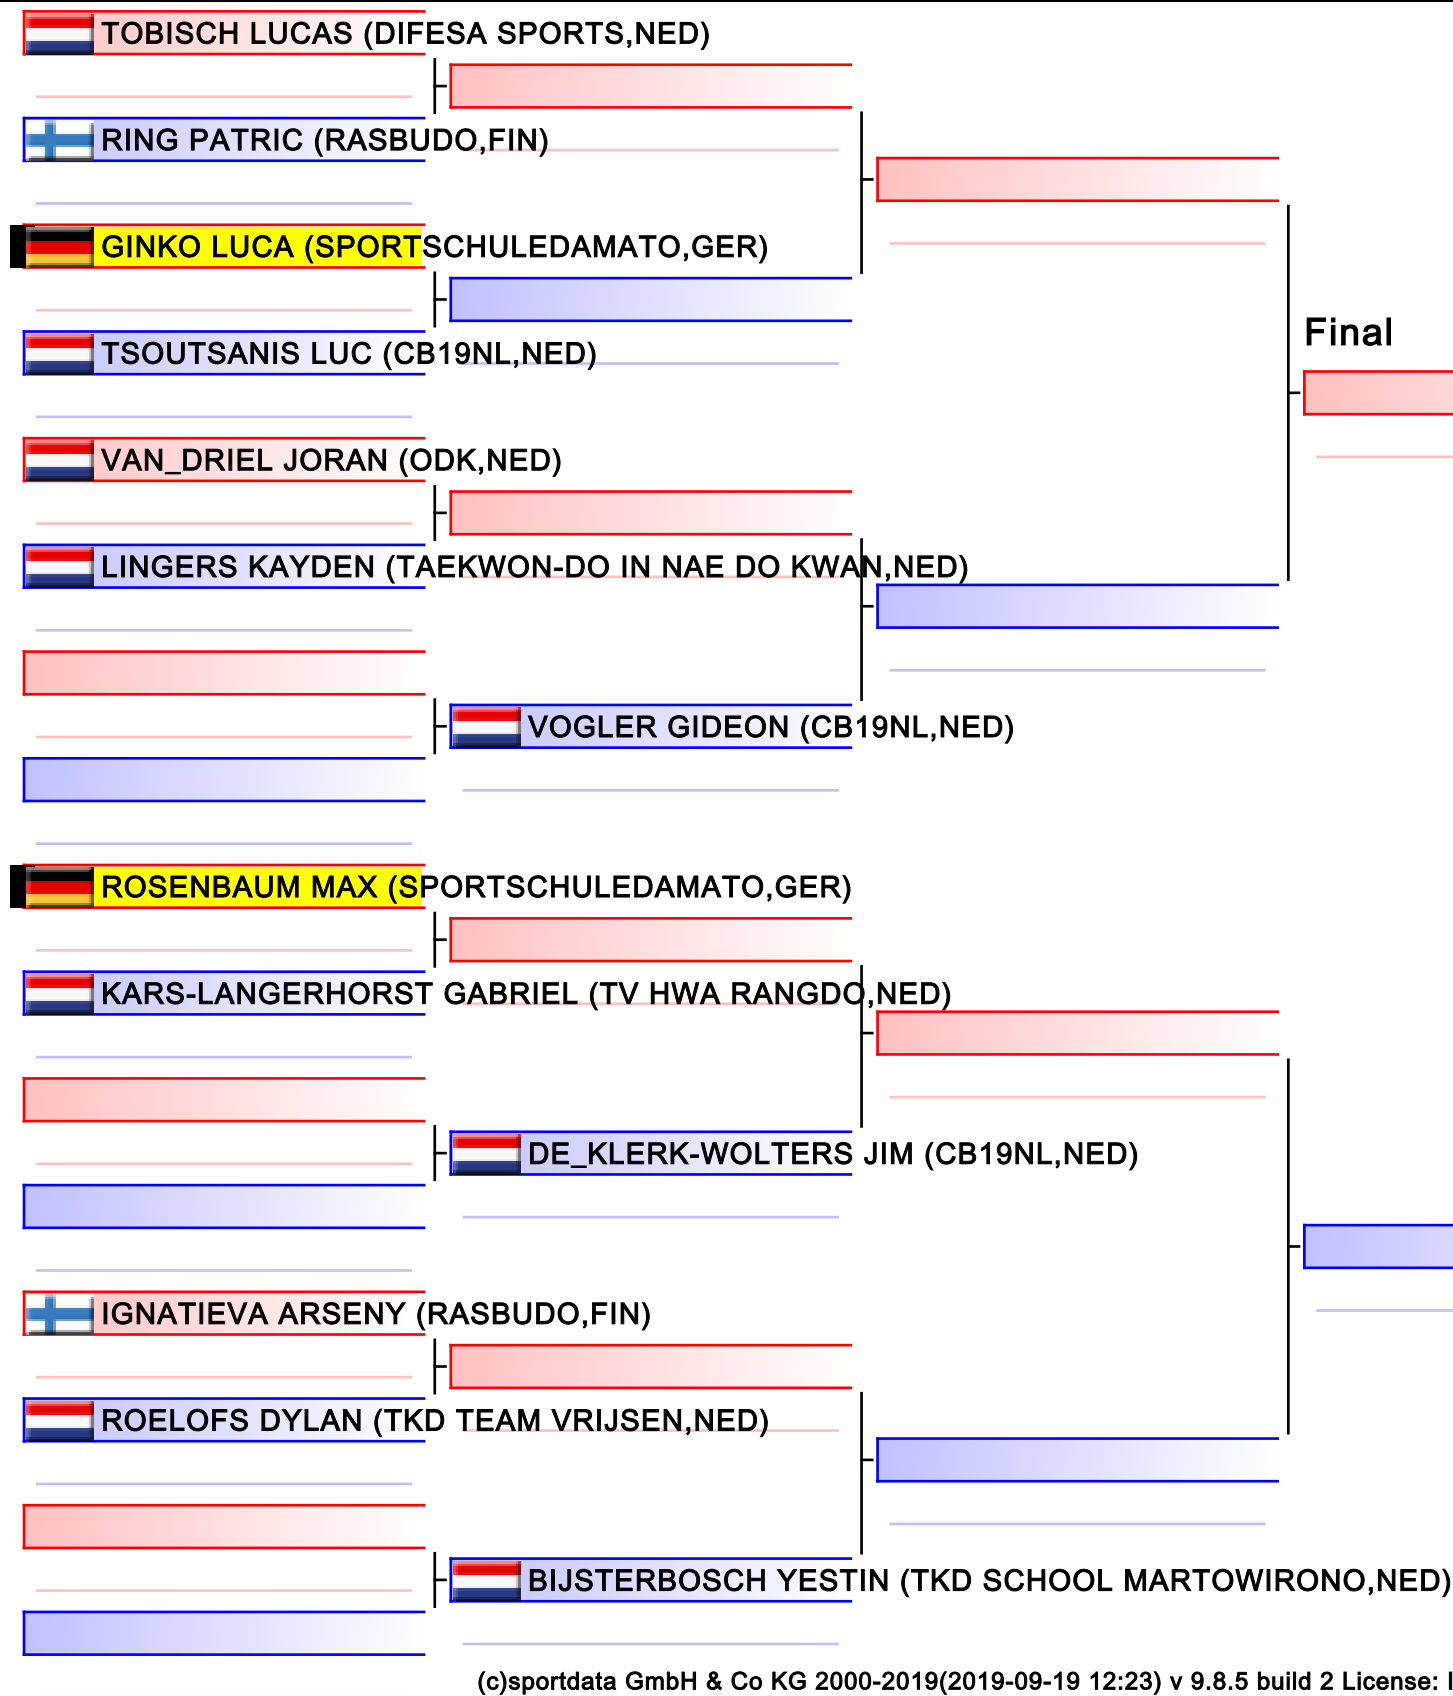 TOBISCH LUCAS (DIFESA SPORTS,NED)
RING PATRIC (RASBUDO,FIN)
GINKO LUCA (SPORTSCHULEDAMATO,GER)
Final
TSOUTSANIS LUC (CB19NL,NED)
VAN_DRIEL JORAN (ODK,NED)
LINGERS KAYDEN (TAEKWON-DO IN NAE DO KWAN,NED)
VOGLER GIDEON (CB19NL,NED)
ROSENBAUM MAX (SPORTSCHULEDAMATO,GER)
KARS-LANGERHORST GABRIEL (TV HWA RANGDO,NED)
DE_KLERK-WOLTERS JIM (CB19NL,NED)
IGNATIEVA ARSENY (RASBUDO,FIN)
ROELOFS DYLAN (TKD TEAM VRIJSEN,NED)
BIJSTERBOSCH YESTIN (TKD SCHOOL MARTOWIRONO,NED)
(c)sportdata GmbH & Co KG 2000-2019(2019-09-19 12:23) v 9.8.5 build 2 License: